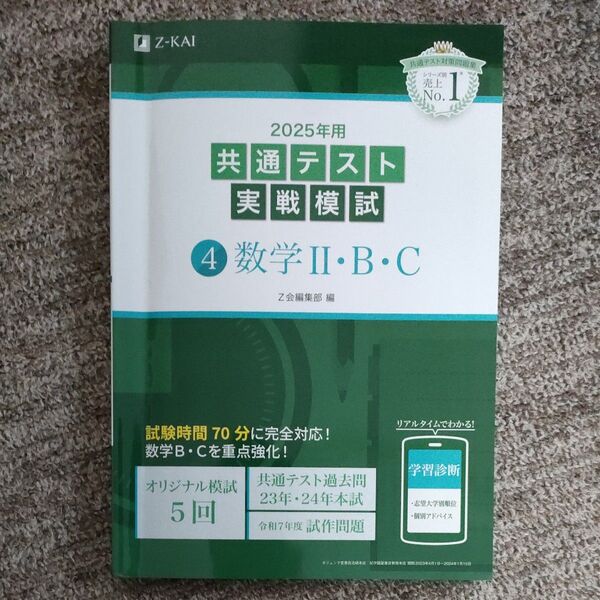 Z-KAI
共通テスト対策問題集
シリーズ別
売上
No.1※
2025年用
共通テスト
実戦模試
4 数学Ⅱ・B・C
Z会編集部 編
試験時間70分に完全対応!
数学B・Cを重点強化!
リアルタイムでわかる!
学習診断
・志望大学別順位
・個別アドバイス
オリジナル模試
5回
共通テスト過去問
23年・24年本試
令和7年度 試作問題